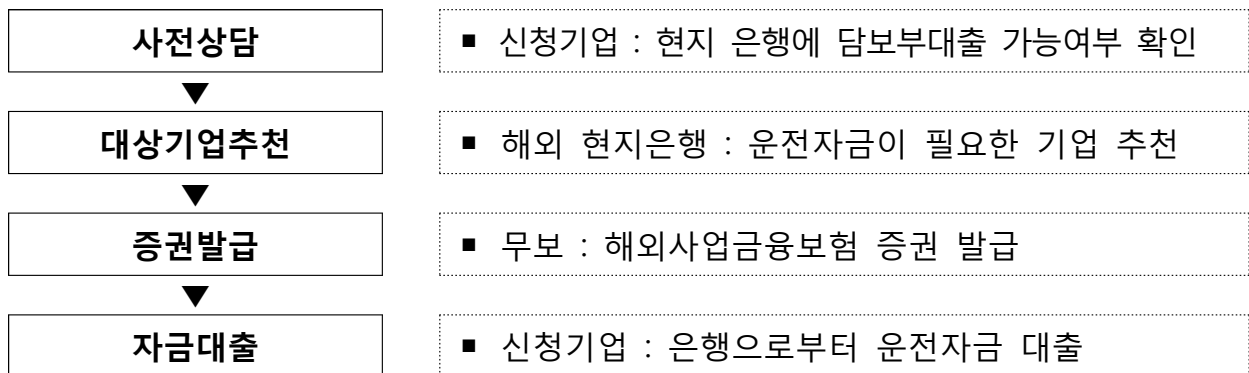 사전상담
■ 신청기업 : 현지 은행에 담보부대출 가능여부 확인
▼
대상기업추천
■ 해외 현지은행 : 운전자금이 필요한 기업 추천
▼
증권발급
■ 무보 : 해외사업금융보험 증권 발급
▼
자금대출
■ 신청기업 : 은행으로부터 운전자금 대출